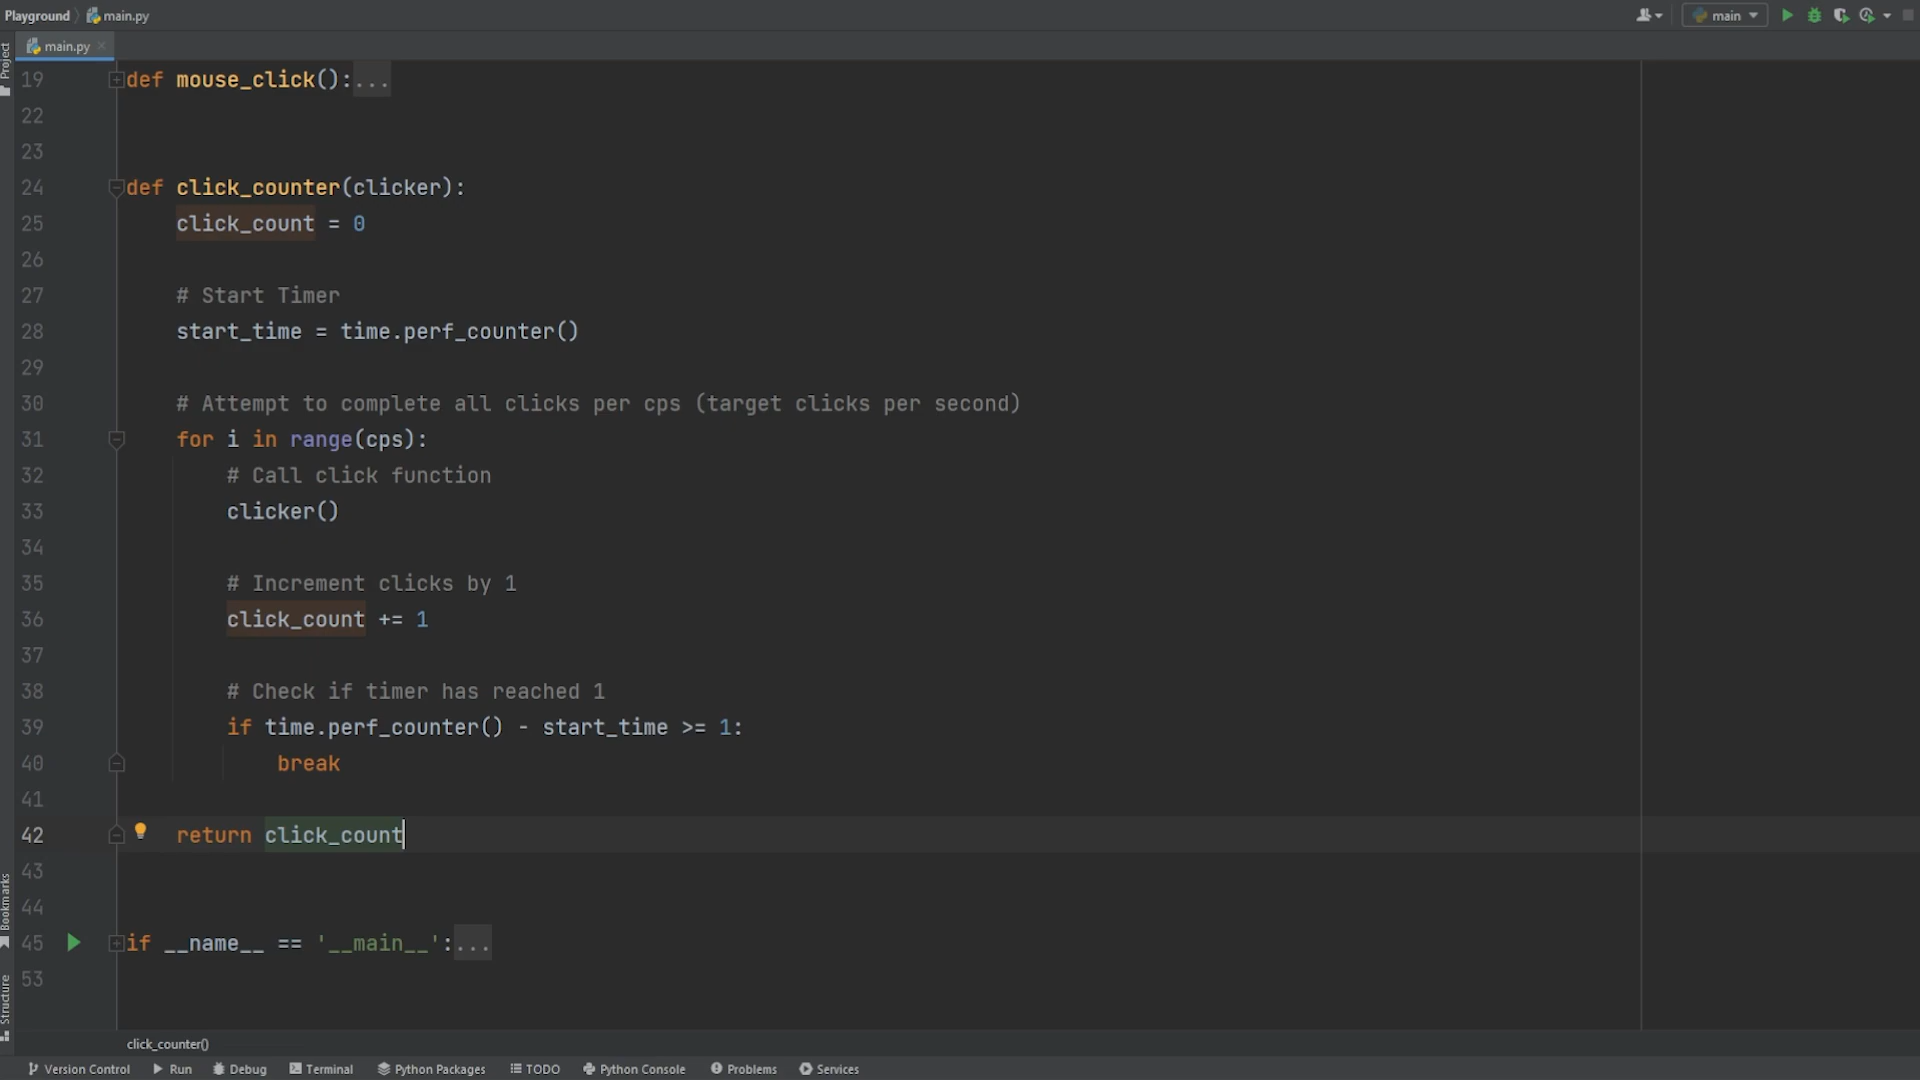 Playground main.py
main
main.py
Project
19 def mouse_click():...
22
23
24 def click_counter(clicker):
25 click_count = 0
26
27 # Start Timer
28 start_time = time.perf_counter()
29
30 # Attempt to complete all clicks per cps (target clicks per second)
31 for i in range(cps):
32 # Call click function
33 clicker()
34
35 # Increment clicks by 1
36 click_count += 1
37
38 # Check if timer has reached 1
39 if time.perf_counter() - start_time >= 1:
40 break
41
42 return click_count
43
44
45 if __name__ == '__main__':...
53
Bookmarks
Structure
click_counter()
Version Control Run Debug Terminal Python Packages TODO Python Console Problems Services